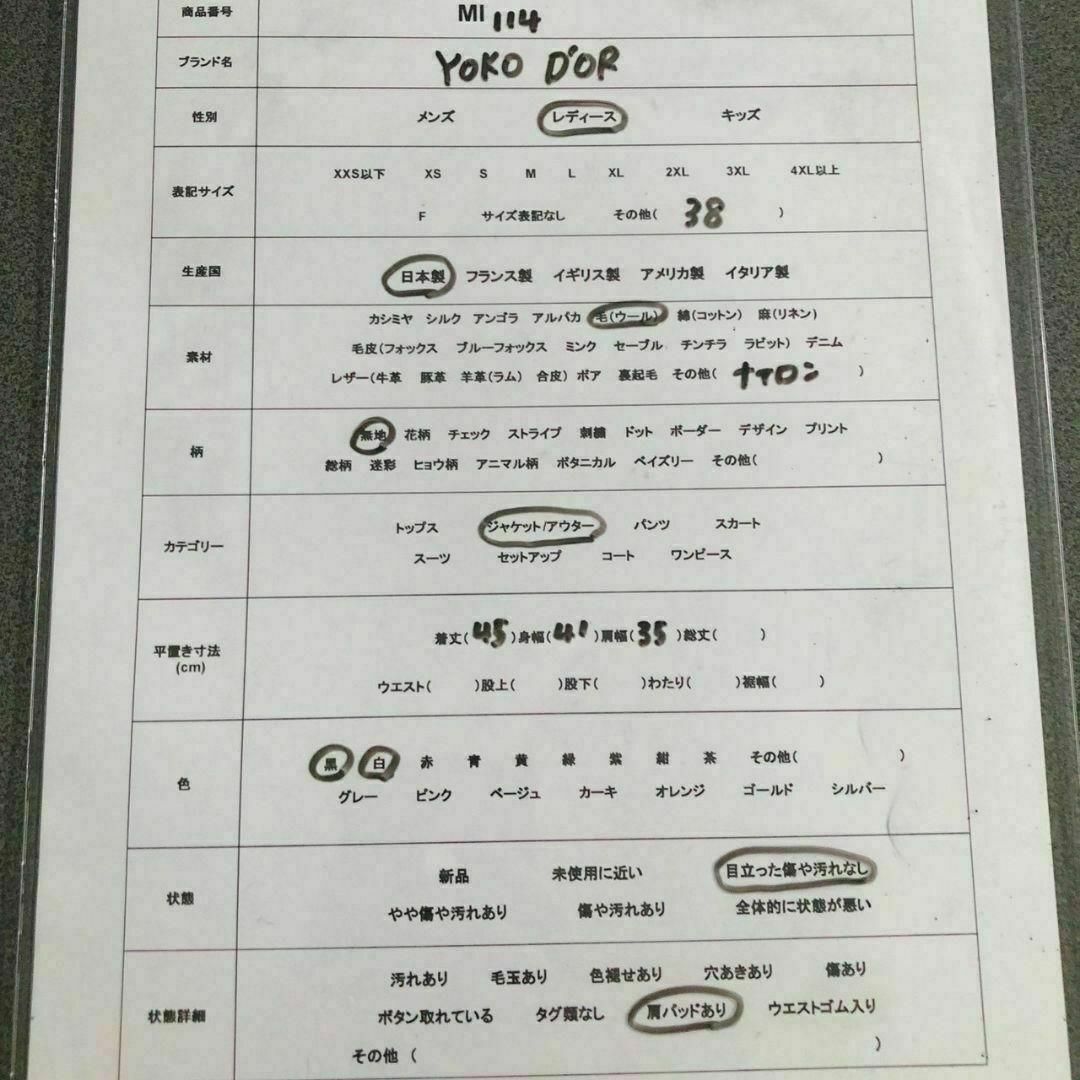 商品番号 MI 114
ブランド名 YOKO D'OR
性別 メンズ レディース キッズ
表記サイズ
XXS以下 XS S M L XL 2XL 3XL 4XL以上
F サイズ表記なし その他( 38 )
生産国 日本製 フランス製 イギリス製 アメリカ製 イタリア製
素材
カシミヤ シルク アンゴラ アルパカ 毛(ウール) 綿(コットン) 麻(リネン)
毛皮(フォックス ブルーフォックス ミンク セーブル チンチラ ラビット) デニム
レザー(牛革 豚革 羊革(ラム) 合皮) ボア 裏起毛 その他( ナイロン )
柄
無地 花柄 チェック ストライプ 刺繍 ドット ボーダー デザイン プリント
総柄 迷彩 ヒョウ柄 アニマル柄 ボタニカル ペイズリー その他( )
カテゴリー
トップス ジャケット/アウター パンツ スカート
スーツ セットアップ コート ワンピース
平置き寸法
(cm)
着丈( 45 )身幅( 41 )肩幅( 35 )総丈( )
ウエスト( )股上( )股下( )わたり( )裾幅( )
色
黒 白 赤 青 黄 緑 紫 紺 茶 その他( )
グレー ピンク ベージュ カーキ オレンジ ゴールド シルバー
状態
新品 未使用に近い 目立った傷や汚れなし
やや傷や汚れあり 傷や汚れあり 全体的に状態が悪い
状態詳細
汚れあり 毛玉あり 色褪せあり 穴あきあり 傷あり
ボタン取れている タグ類なし 肩パッドあり ウエストゴム入り
その他 ( )